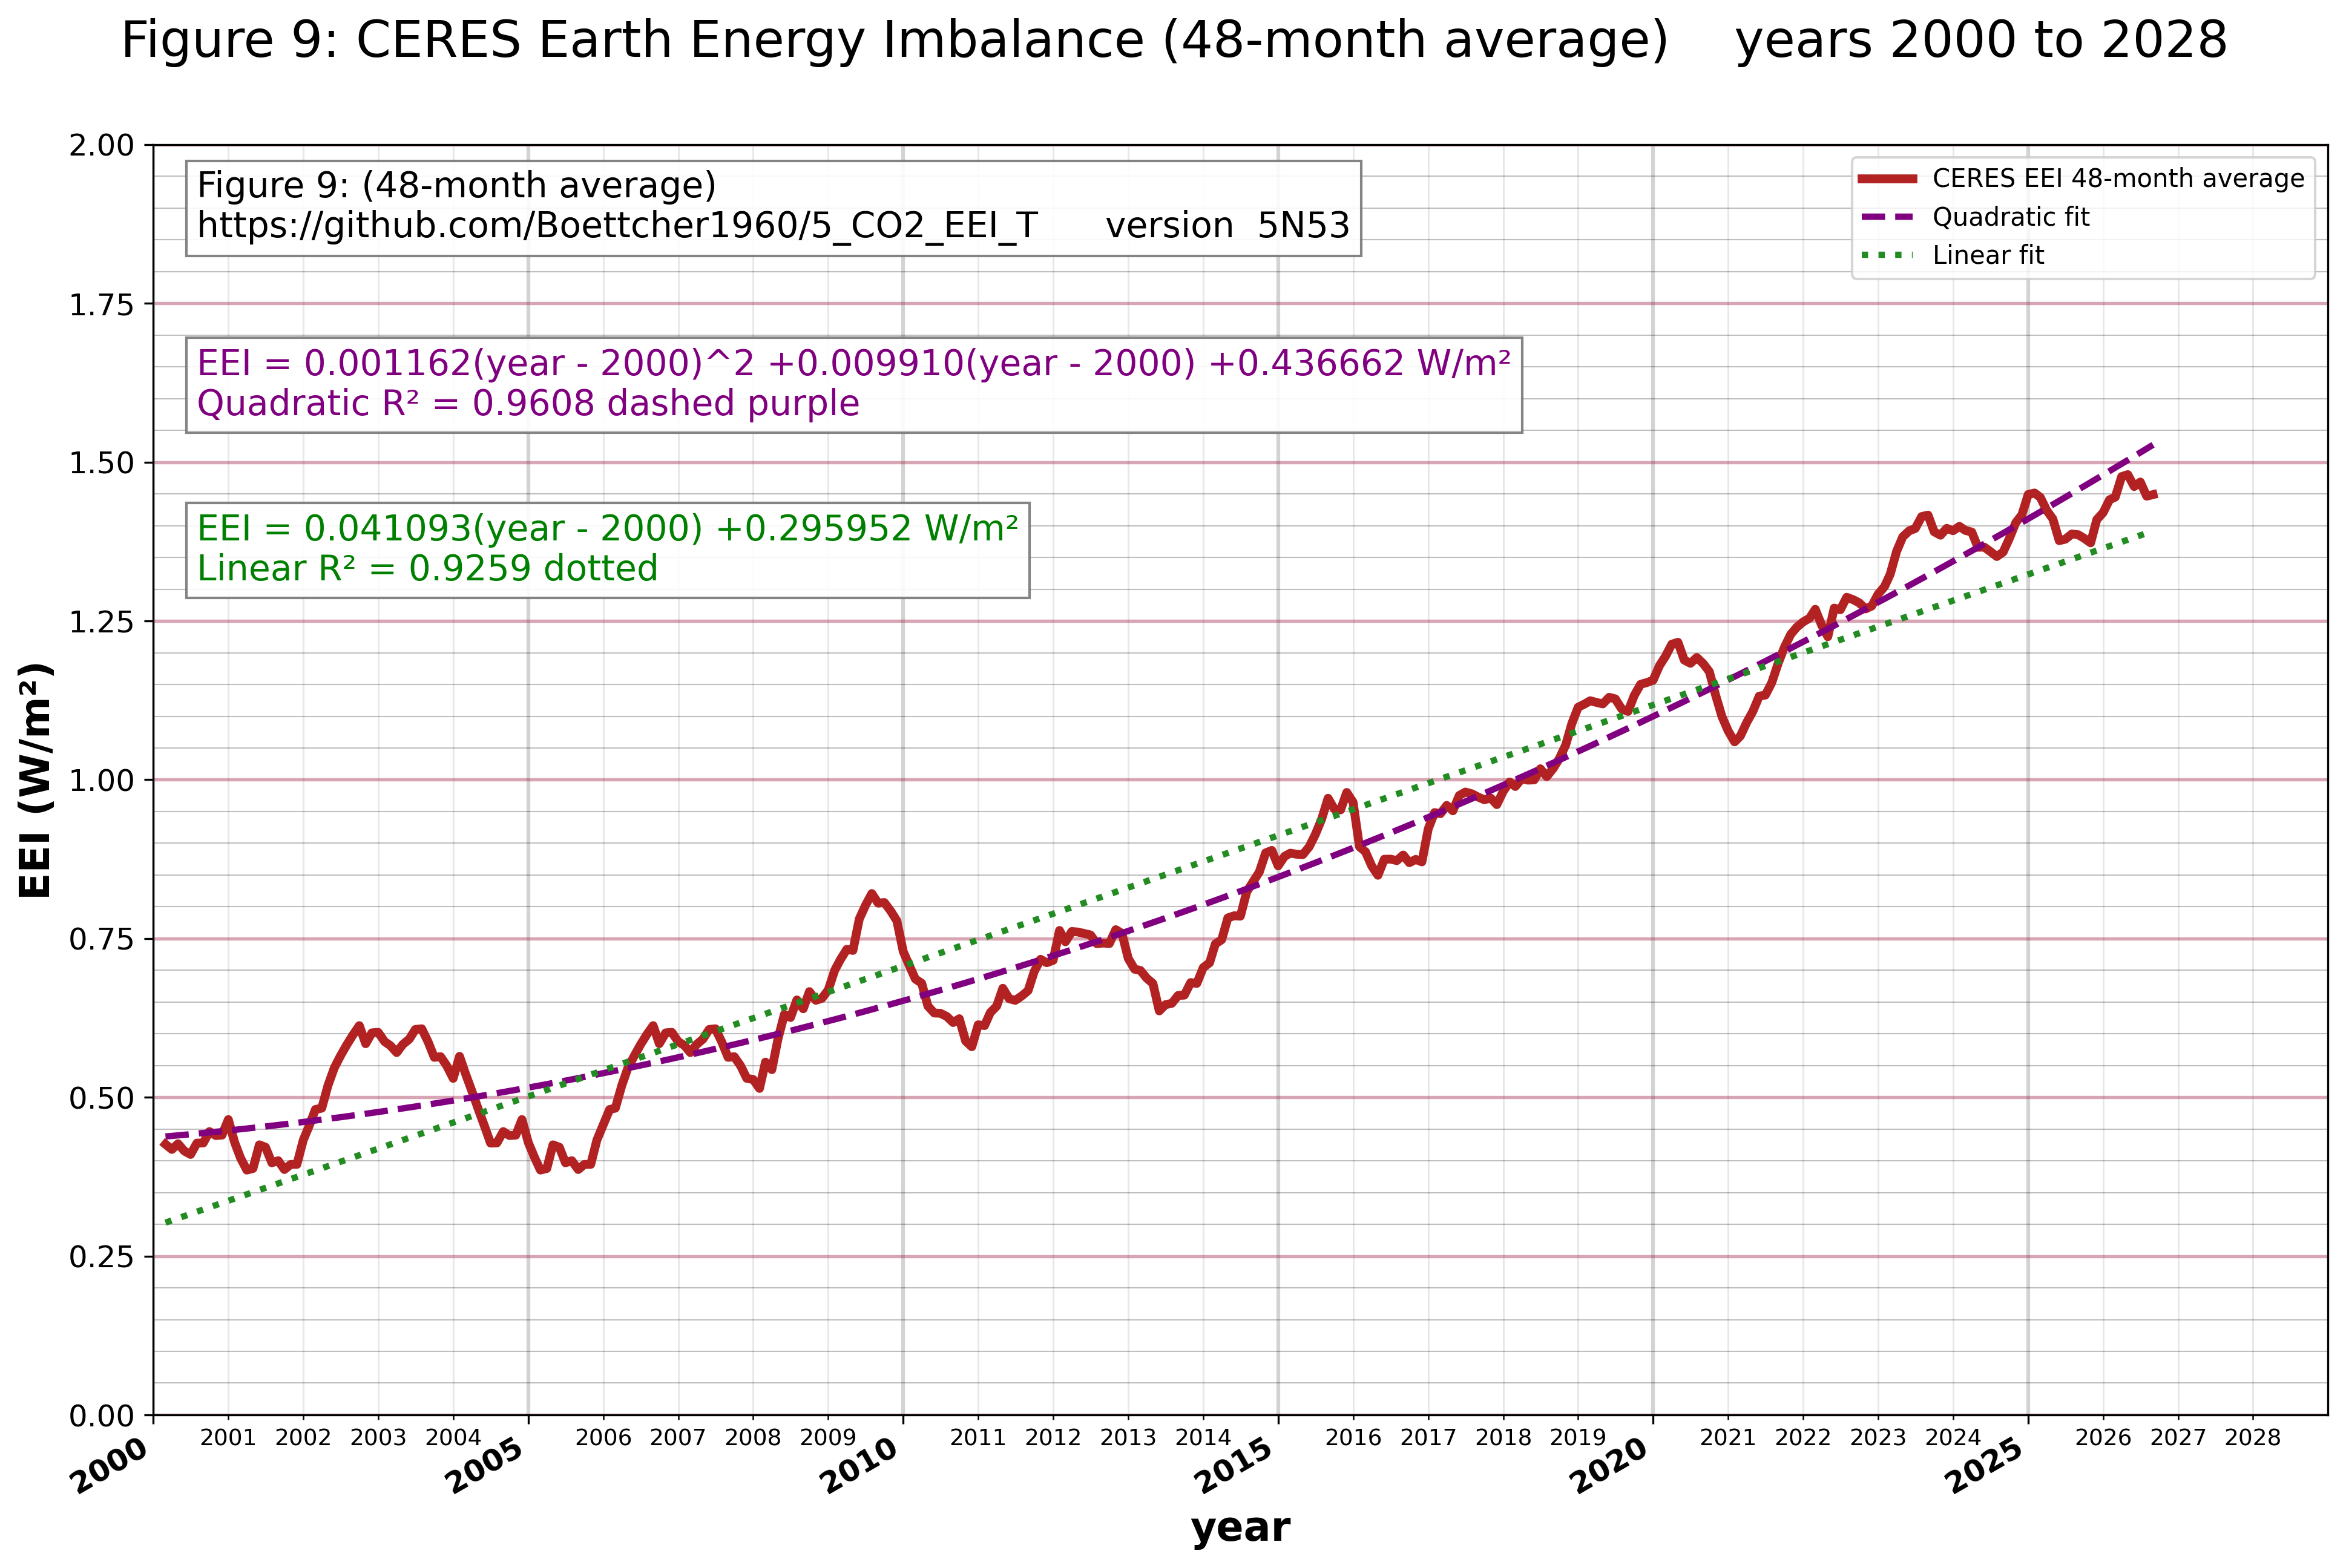 Figure 9: CERES Earth Energy Imbalance (48-month average)    years 2000 to 2028
2.00
1.75
1.50
1.25
1.00
0.75
0.50
0.25
0.00
EEI (W/m²)
Figure 9: (48-month average)
https://github.com/Boettcher1960/5_CO2_EEI_T      version  5N53
CERES EEI 48-month average
Quadratic fit
Linear fit
EEI = 0.001162(year - 2000)^2 +0.009910(year - 2000) +0.436662 W/m²
Quadratic R² = 0.9608 dashed purple
EEI = 0.041093(year - 2000) +0.295952 W/m²
Linear R² = 0.9259 dotted
2000 2001 2002 2003 2004 2005 2006 2007 2008 2009 2010 2011 2012 2013 2014 2015 2016 2017 2018 2019 2020 2021 2022 2023 2024 2025 2026 2027 2028
year